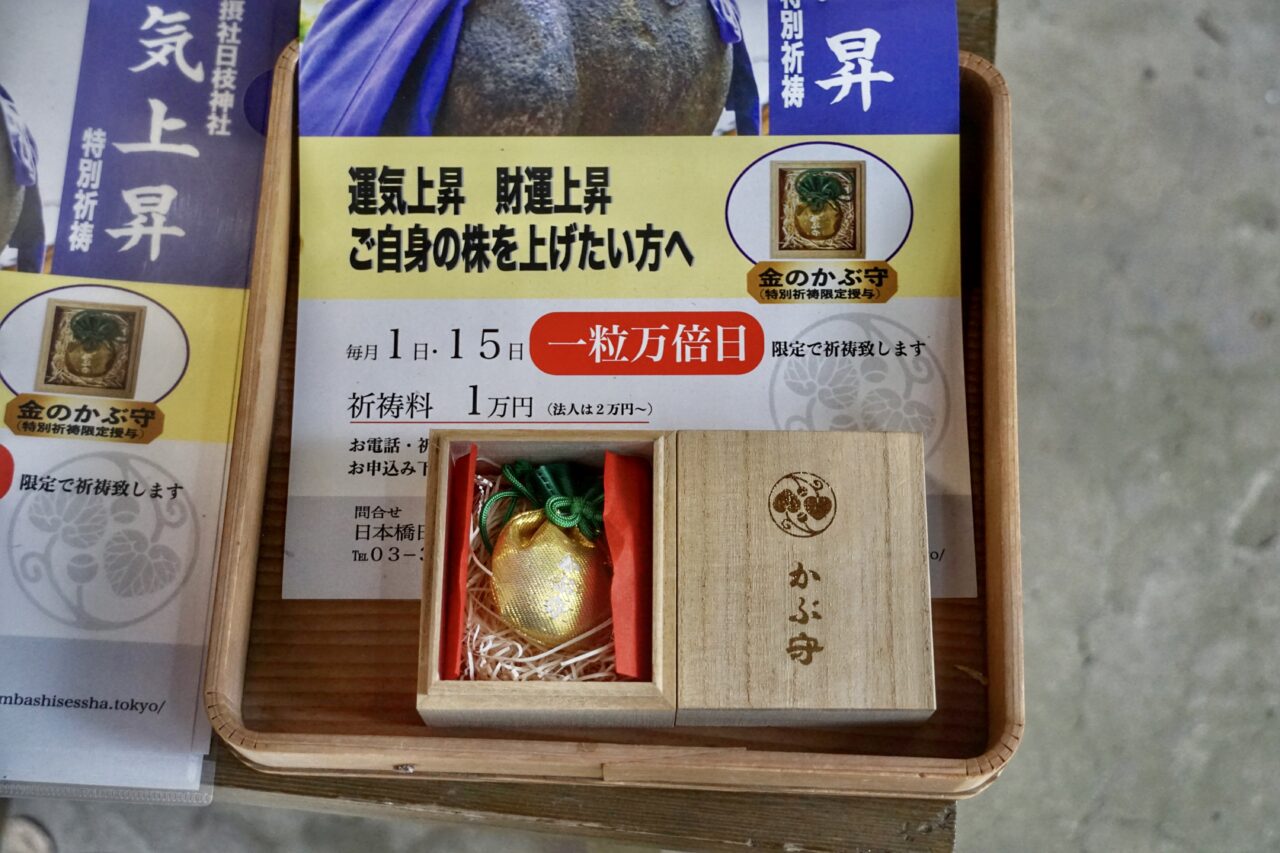 摂社日枝神社
気上昇
特別祈祷
金のかぶ守
(特別祈祷限定授与)
限定で祈祷致します
mbashisessha.tokyo/
昇
特別祈祷
運気上昇　財運上昇
ご自身の株を上げたい方へ
金のかぶ守
(特別祈祷限定授与)
毎月1日・15日 一粒万倍日 限定で祈祷致します
祈祷料　1万円（法人は2万円～）
お電話・祈
お申込み下
問合せ
日本橋日
TEL03−3
o/
かぶ守